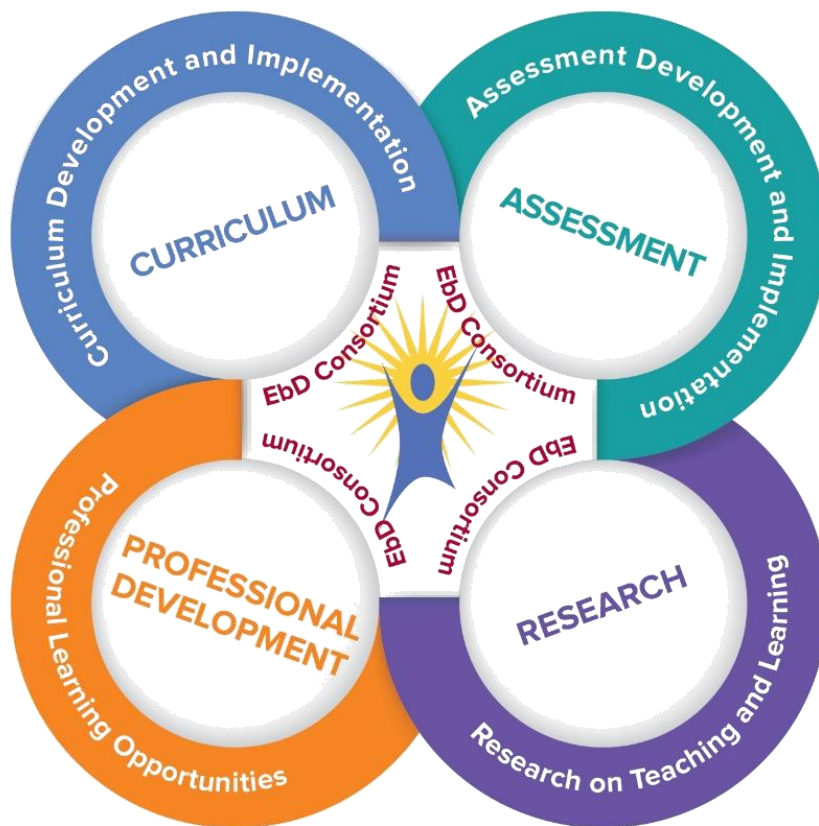 Curriculum Development and Implementation
CURRICULUM
Assessment Development and Implementation
ASSESSMENT
EbD Consortium
EbD Consortium
EbD Consortium
EbD Consortium
PROFESSIONAL
DEVELOPMENT
Professional Learning Opportunities
RESEARCH
Research on Teaching and Learning